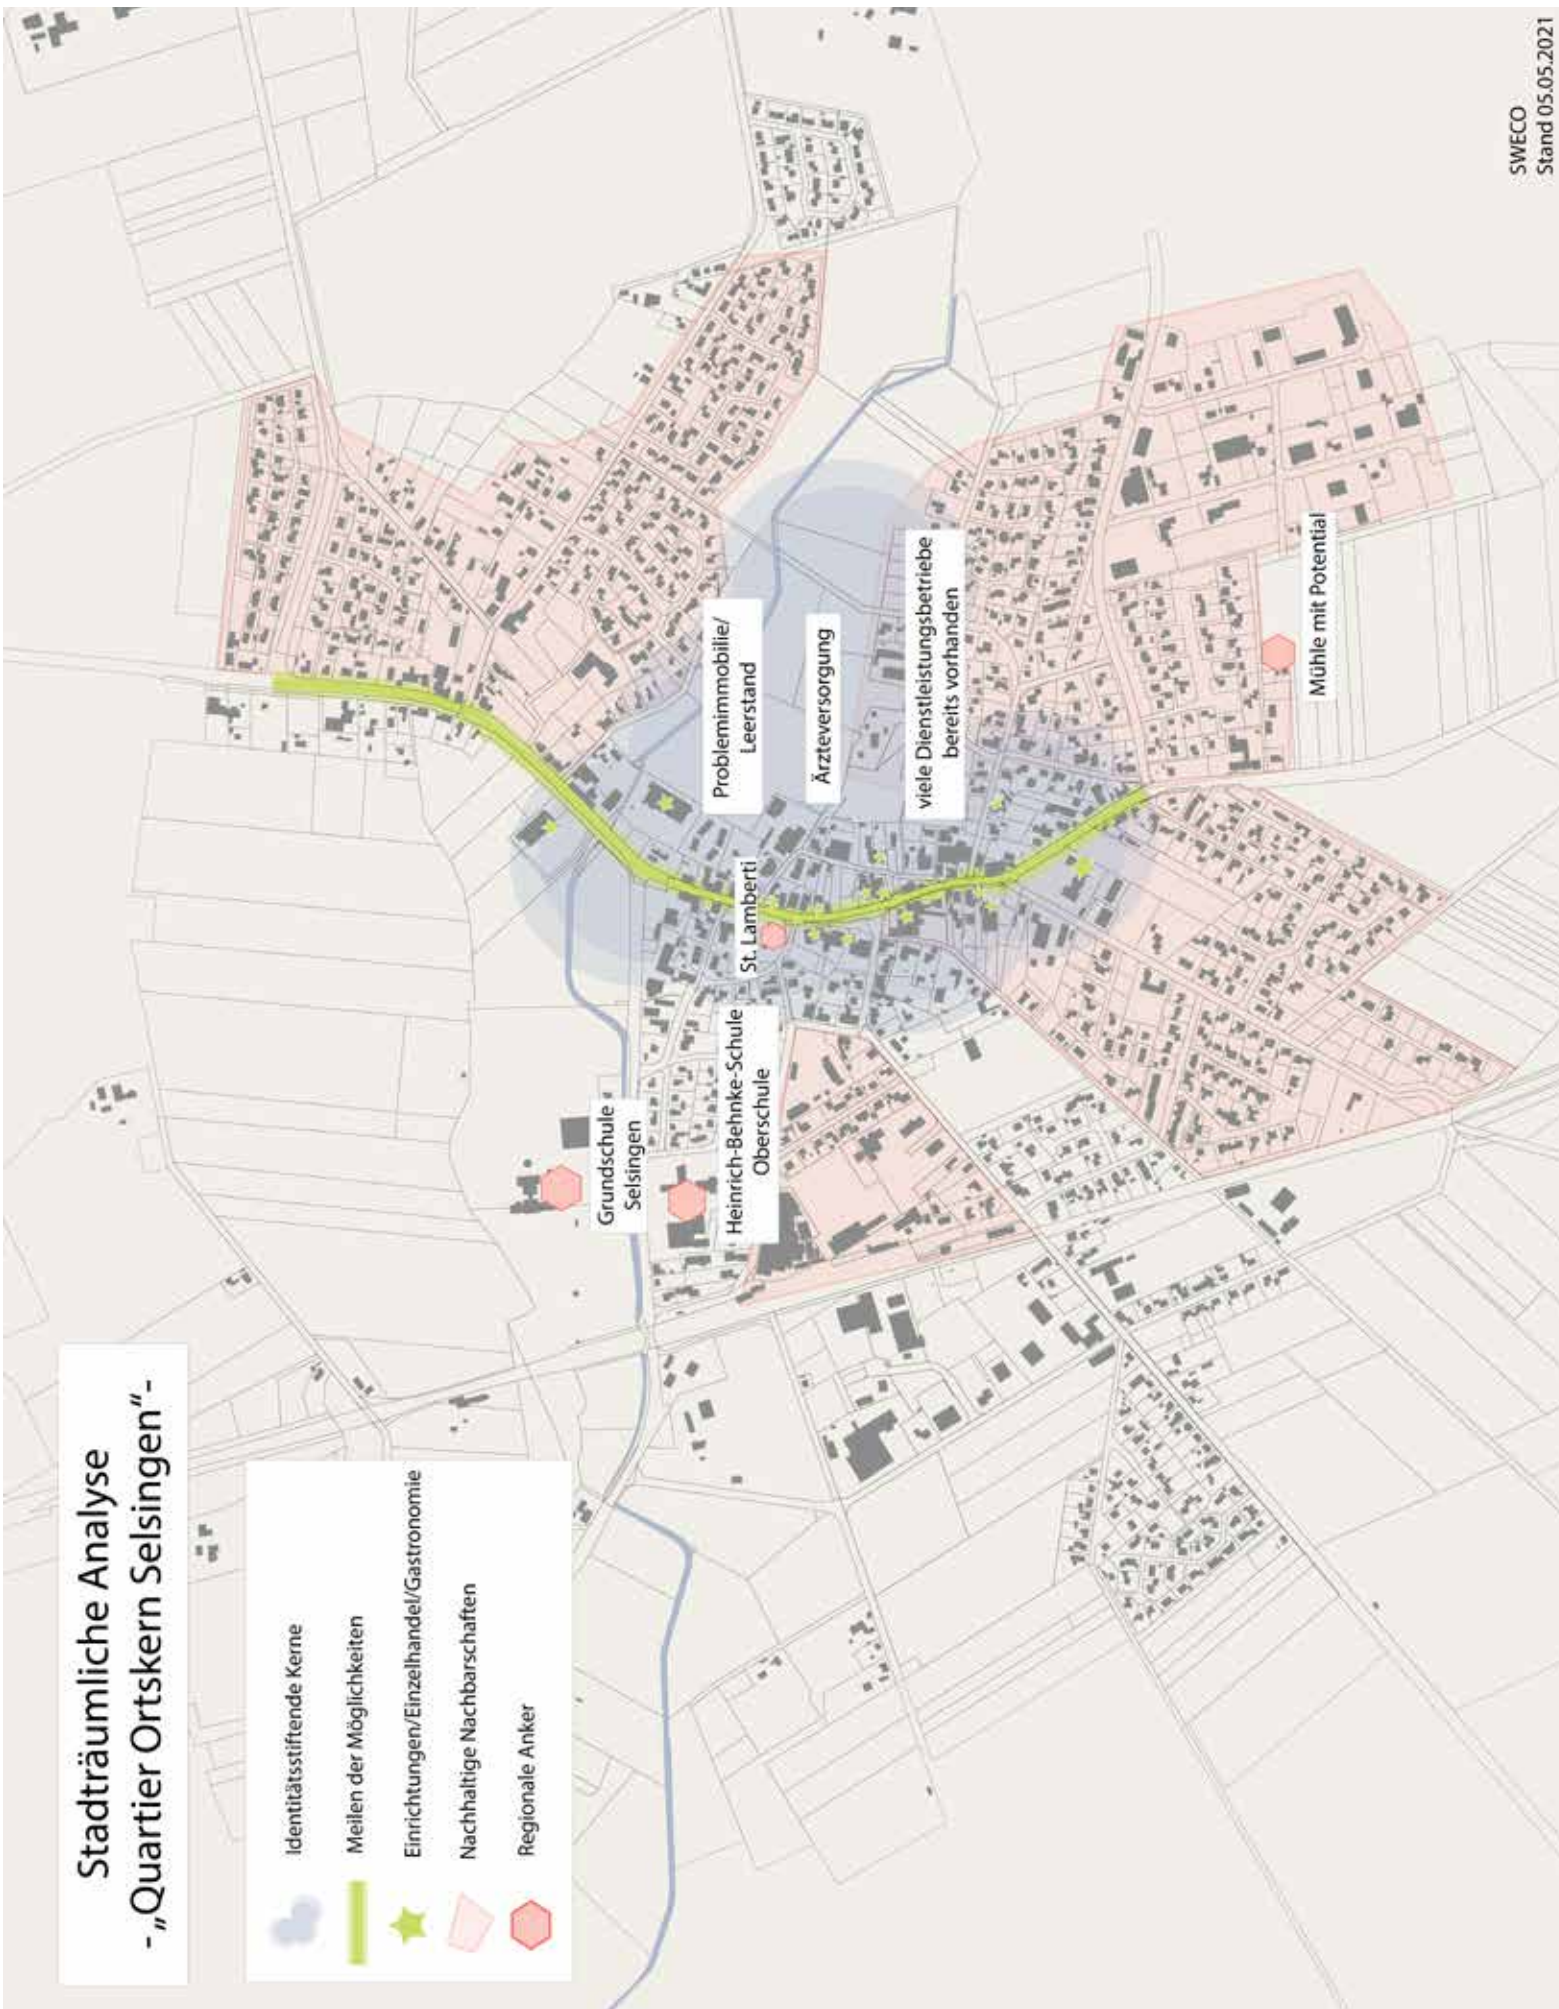 Stadträumliche Analyse
-„Quartier Ortskern Selsingen“-
Identitätsstiftende Kerne
Meilen der Möglichkeiten
Einrichtungen/Einzelhandel/Gastronomie
Nachhaltige Nachbarschaften
Regionale Anker
Grundschule
Selsingen
Heinrich-Behnke-Schule
Oberschule
St. Lamberti
Problemimmobilie/
Leerstand
Ärzteversorgung
viele Dienstleistungsbetriebe
bereits vorhanden
Mühle mit Potential
SWECO
Stand 05.05.2021